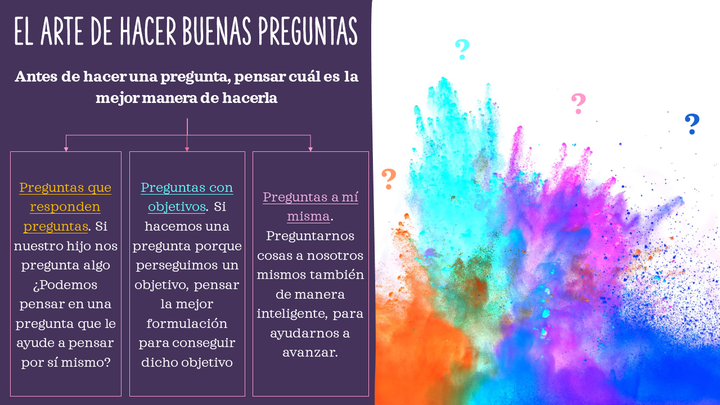 EL ARTE DE HACER BUENAS PREGUNTAS
Antes de hacer una pregunta, pensar cuál es la
mejor manera de hacerla
Preguntas que
responden
preguntas. Si
nuestro hijo nos
pregunta algo
¿Podemos
pensar en una
pregunta que le
ayude a pensar
por sí mismo?
Preguntas con
objetivos. Si
hacemos una
pregunta porque
perseguimos un
objetivo, pensar
la mejor
formulación
para conseguir
dicho objetivo
Preguntas a mí
misma.
Preguntarnos
cosas a nosotros
mismos también
de manera
inteligente, para
ayudarnos a
avanzar.
?
?
?
?